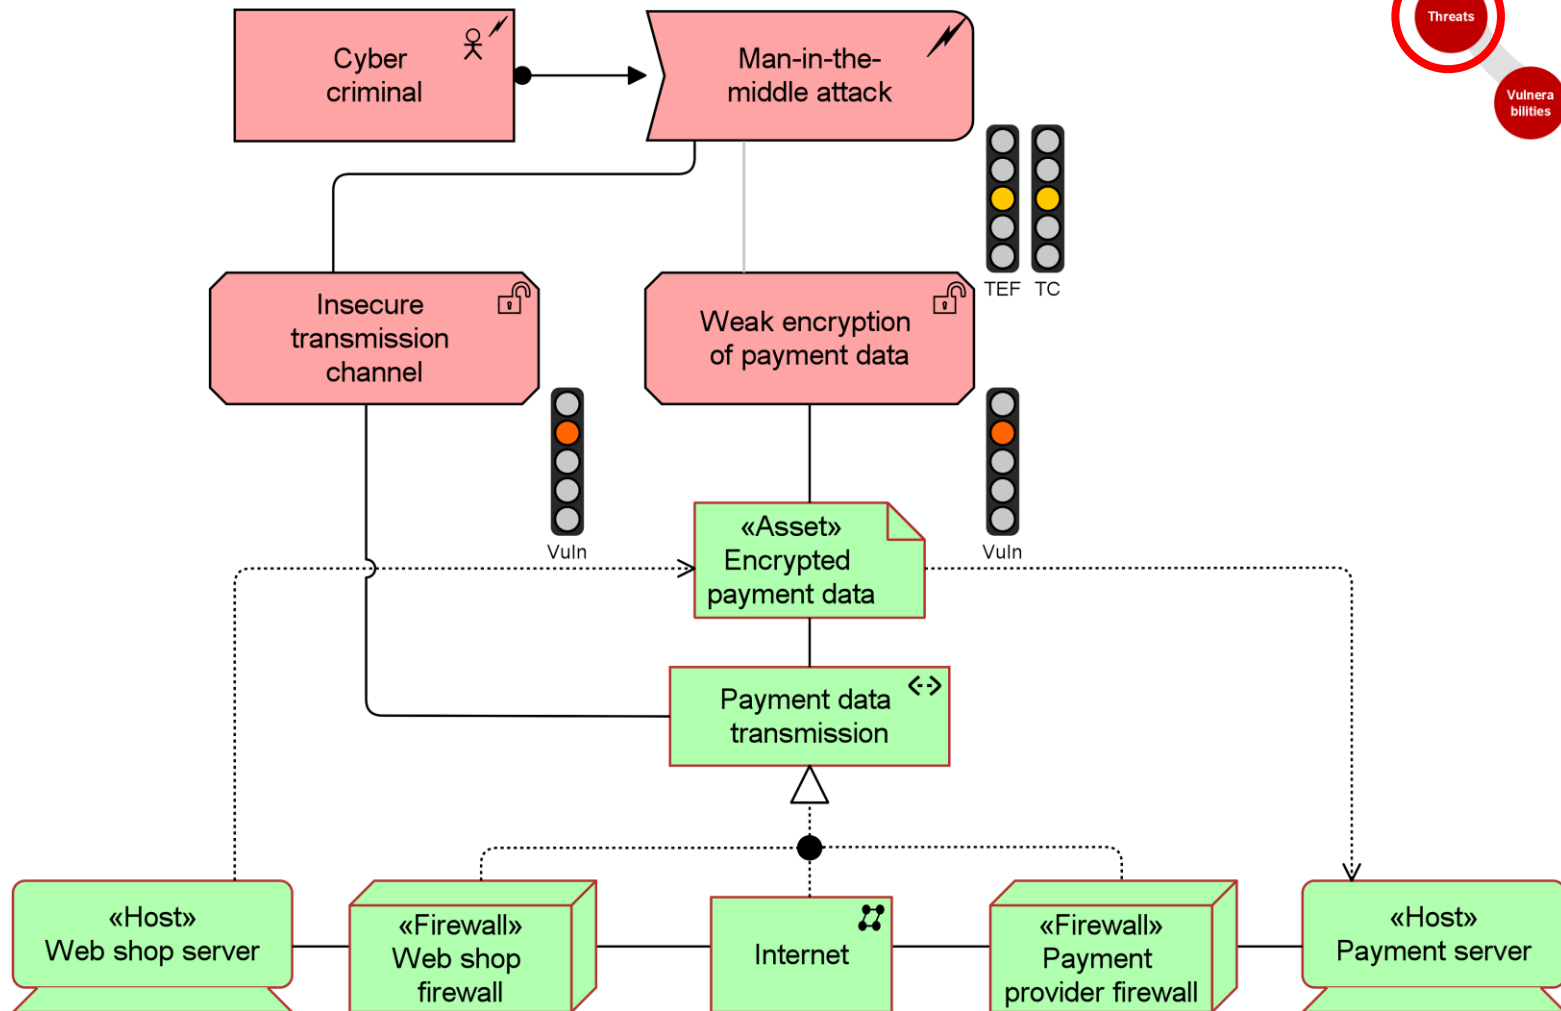 Threats
Vulnera
bilities
Cyber
criminal
Man-in-the-
middle attack
TEF TC
Insecure
transmission
channel
Weak encryption
of payment data
Vuln
Vuln
«Asset»
Encrypted
payment data
Payment data
transmission
«Host»
Web shop server
«Firewall»
Web shop
firewall
Internet
«Firewall»
Payment
provider firewall
«Host»
Payment server